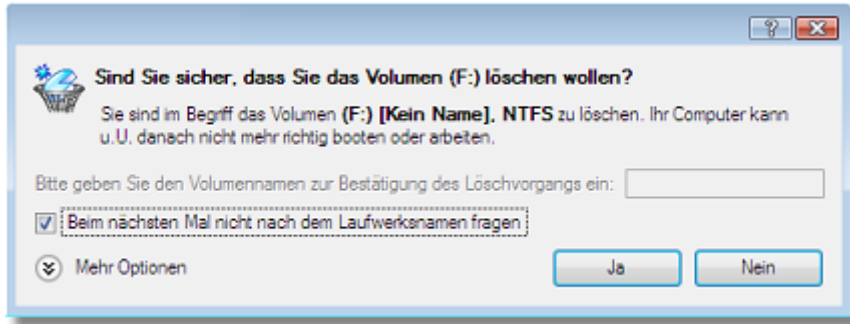 Sind Sie sicher, dass Sie das Volumen (F:) löschen wollen?
Sie sind im Begriff das Volumen (F:) [Kein Name], NTFS zu löschen. Ihr Computer kann
u.U. danach nicht mehr richtig booten oder arbeiten.
Bitte geben Sie den Volumennamen zur Bestätigung des Löschvorgangs ein:
Beim nächsten Mal nicht nach dem Laufwerksnamen fragen
Mehr Optionen Ja Nein